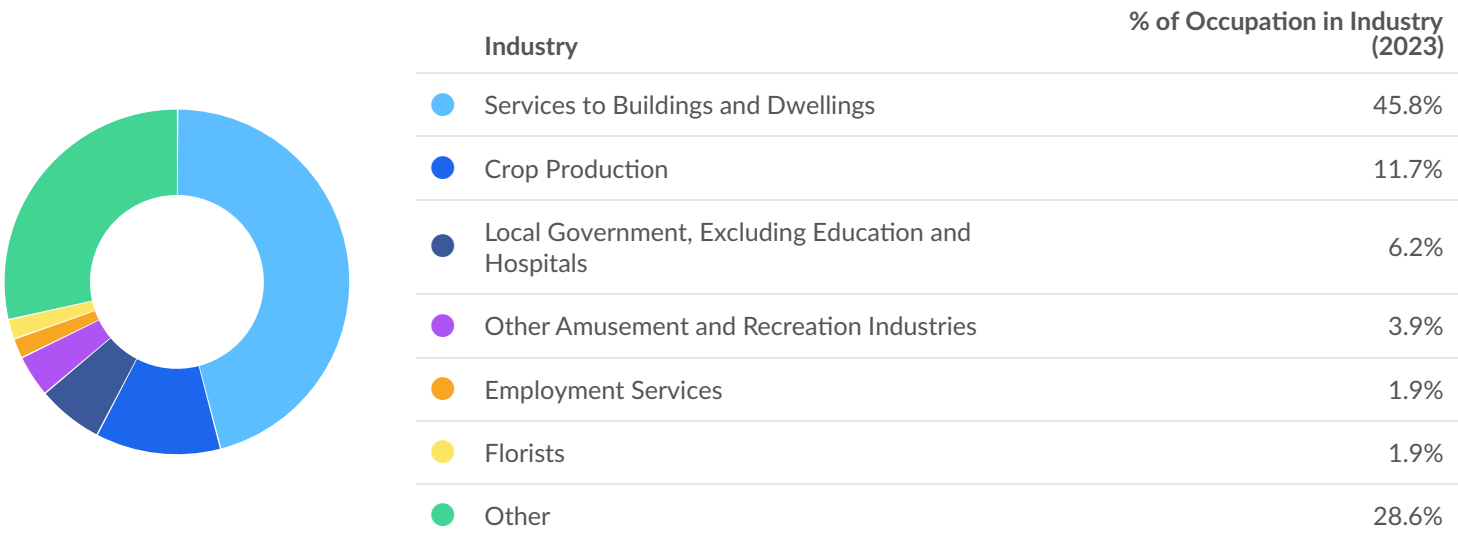 % of Occupation in Industry
Industry
(2023)
Services to Buildings and Dwellings 45.8%
Crop Production 11.7%
Local Government, Excluding Education and
Hospitals
6.2%
Other Amusement and Recreation Industries 3.9%
Employment Services 1.9%
Florists 1.9%
Other 28.6%